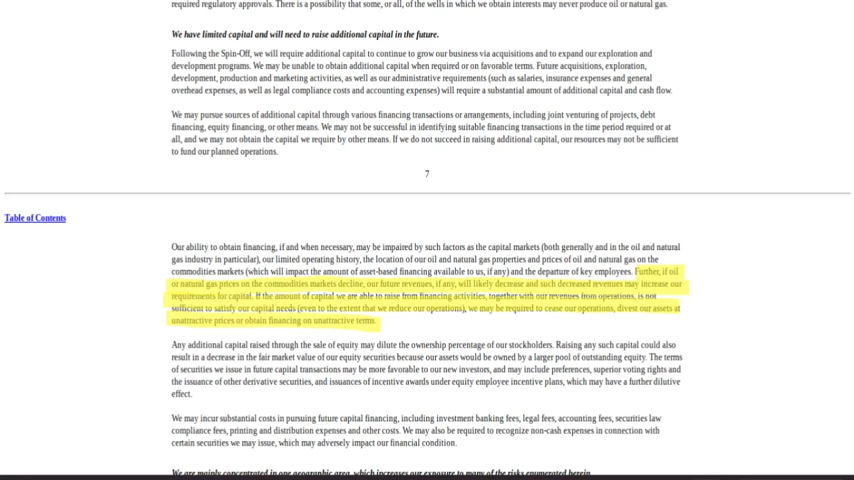 required regulatory approvals. There is a possibility that some, or all, of the wells in which we obtain interests may never produce oil or natural gas.
We have limited capital and will need to raise additional capital in the future.
Following the Spin-Off, we will require additional capital to continue to grow our business via acquisitions and to expand our exploration and
development programs. We may be unable to obtain additional capital when required or on favorable terms. Future acquisitions, exploration,
development, production and marketing activities, as well as our administrative requirements (such as salaries, insurance expenses and general
overhead expenses, as well as legal compliance costs and accounting expenses) will require a substantial amount of additional capital and cash flow.
We may pursue sources of additional capital through various financing transactions or arrangements, including joint venturing of projects, debt
financing, equity financing, or other means. We may not be successful in identifying suitable financing transactions in the time period required or at
all, and we may not obtain the capital we require by other means. If we do not succeed in raising additional capital, our resources may not be sufficient
to fund our planned operations.
7
Table of Contents
Our ability to obtain financing, if and when necessary, may be impaired by such factors as the capital markets (both generally and in the oil and natural
gas industry in particular), our limited operating history, the location of our oil and natural gas properties and prices of oil and natural gas on the
commodities markets (which will impact the amount of asset-based financing available to us, if any) and the departure of key employees. Further, if oil
or natural gas prices on the commodities markets decline, our future revenues, if any, will likely decrease and such decreased revenues may increase our
requirements for capital. If the amount of capital we are able to raise from financing activities, together with our revenues from operations, is not
sufficient to satisfy our capital needs (even to the extent that we reduce our operations), we may be required to cease our operations, divest our assets at
unattractive prices or obtain financing on unattractive terms.
Any additional capital raised through the sale of equity may dilute the ownership percentage of our stockholders. Raising any such capital could also
result in a decrease in the fair market value of our equity securities because our assets would be owned by a larger pool of outstanding equity. The terms
of securities we issue in future capital transactions may be more favorable to our new investors, and may include preferences, superior voting rights and
the issuance of other derivative securities, and issuances of incentive awards under equity employee incentive plans, which may have a further dilutive
effect.
We may incur substantial costs in pursuing future capital financing, including investment banking fees, legal fees, accounting fees, securities law
compliance fees, printing and distribution expenses and other costs. We may also be required to recognize non-cash expenses in connection with
certain securities we may issue, which may adversely impact our financial condition.
We are mainly concentrated in one geographic area, which increases our exposure to many of the risks enumerated herein.